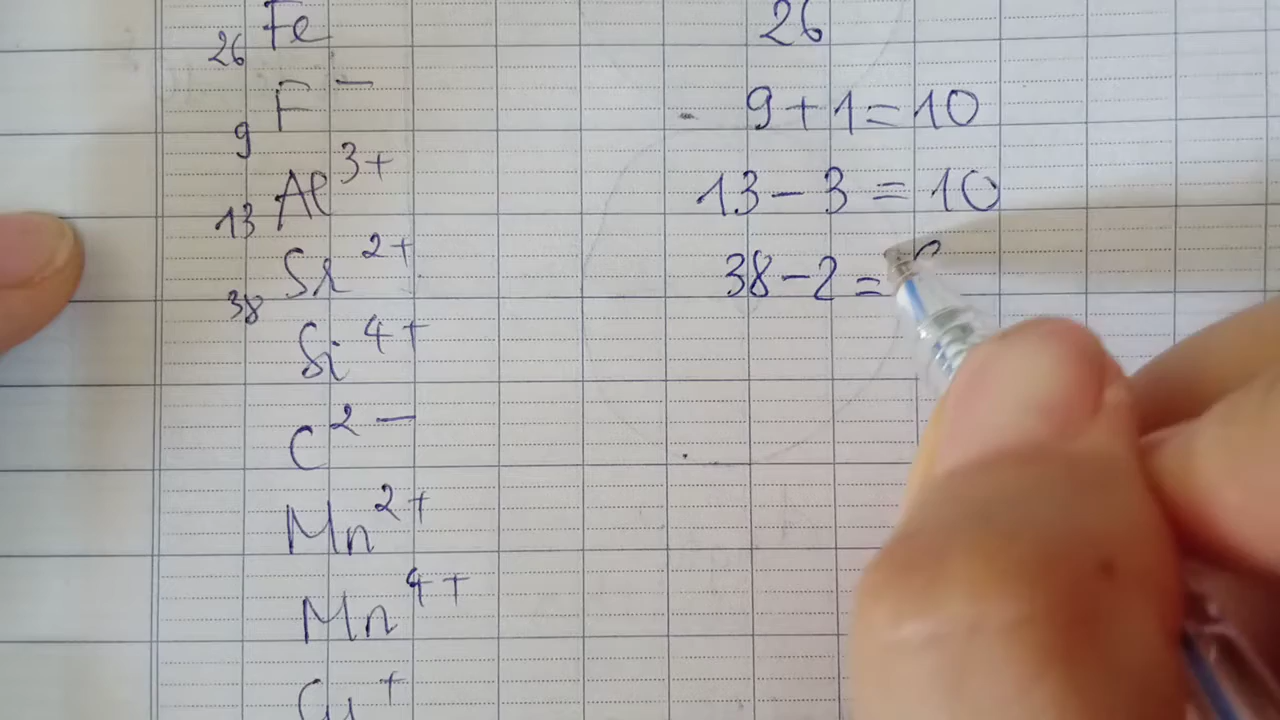 26 Fe 26
9 F⁻ 9 + 1 = 10
13 Al³⁺ 13 - 3 = 10
38 Sr²⁺ 38 - 2 =
Si⁴⁺
C²⁻
Mn²⁺
Mn⁴⁺
Cu⁺